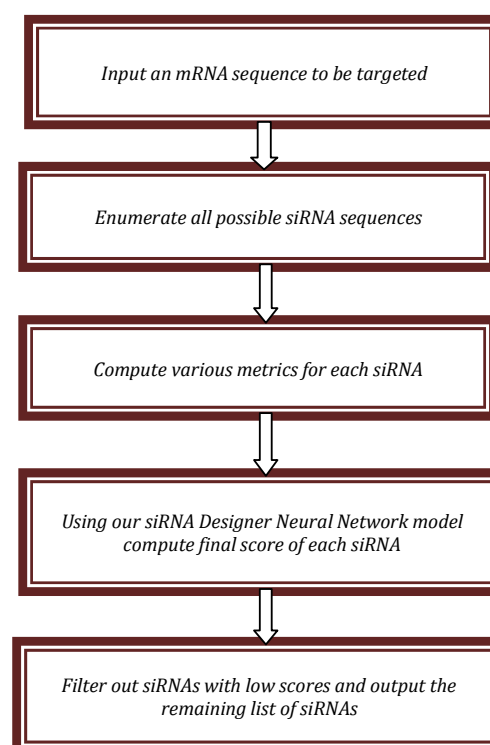 Input an mRNA sequence to be targeted
Enumerate all possible siRNA sequences
Compute various metrics for each siRNA
Using our siRNA Designer Neural Network model
compute final score of each siRNA
Filter out siRNAs with low scores and output the
remaining list of siRNAs